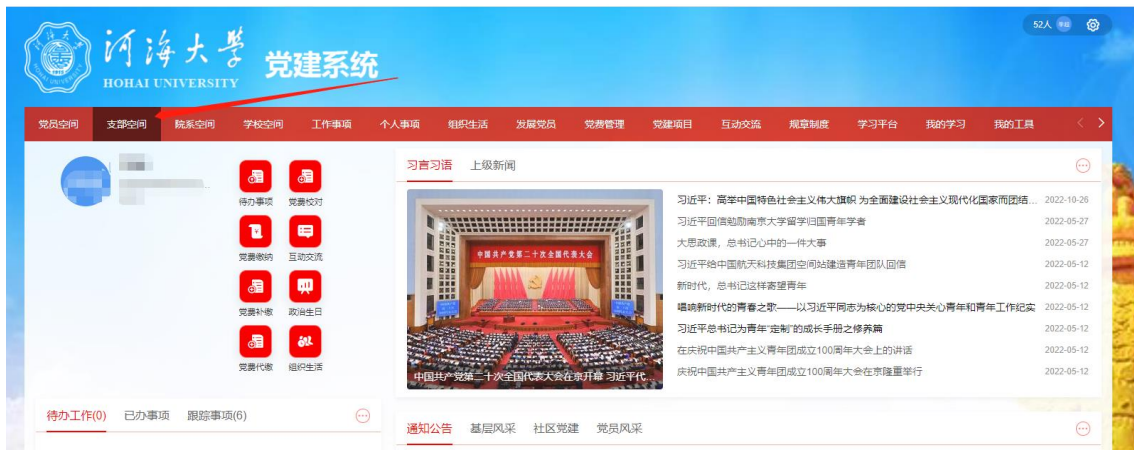 52人
河海大学
HOHAI UNIVERSITY
党建系统
党员空间 支部空间 院系空间 学校空间 工作事项 个人事项 组织生活 发展党员 党费管理 党建项目 互动交流 规章制度 学习平台 我的学习 我的工具
待办事项 党费校对
党费缴纳 互动交流
党费补缴 政治生日
党费代缴 组织生活
习言习语 上级新闻
中国共产党第二十次全国代表大会
中国共产党第二十次全国代表大会在京开幕 习近平代...
习近平：高举中国特色社会主义伟大旗帜 为全面建设社会主义现代化国家而团结... 2022-10-26
习近平回信勉励南京大学留学归国青年学者 2022-05-27
大思政课，总书记心中的一件大事 2022-05-27
习近平给中国航天科技集团空间站建造青年团队回信 2022-05-12
新时代，总书记这样寄望青年 2022-05-12
唱响新时代的青春之歌——以习近平同志为核心的党中央关心青年和青年工作纪实 2022-05-12
习近平总书记为青年“定制”的成长手册之修养篇 2022-05-12
在庆祝中国共产主义青年团成立100周年大会上的讲话 2022-05-12
庆祝中国共产主义青年团成立100周年大会在京隆重举行 2022-05-12
待办工作(0) 已办事项 跟踪事项(6)
通知公告 基层风采 社区党建 党员风采